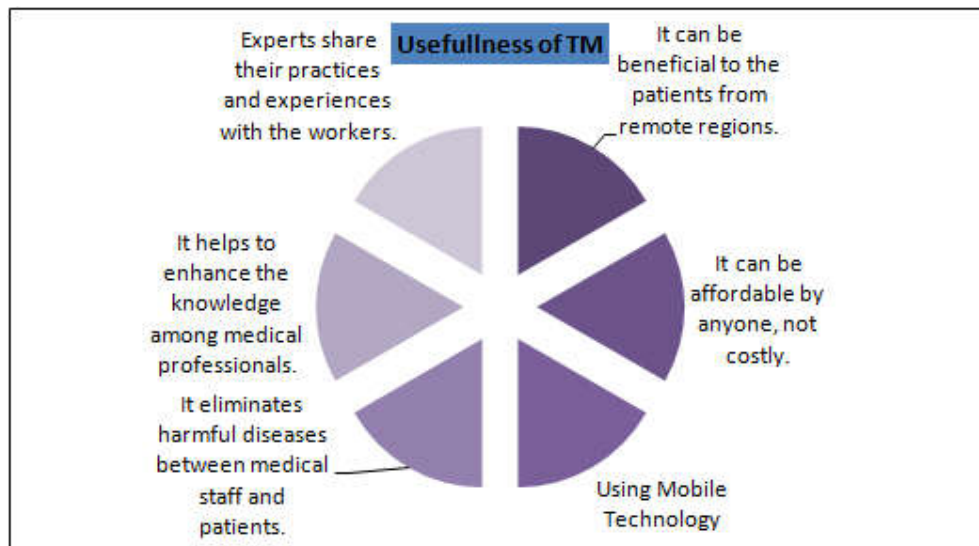 Usefullness of TM
It can be
beneficial to the
patients from
remote regions.
It can be
affordable by
anyone, not
costly.
Using Mobile
Technology
It eliminates
harmful diseases
between medical
staff and
patients.
It helps to
enhance the
knowledge
among medical
professionals.
Experts share
their practices
and experiences
with the workers.